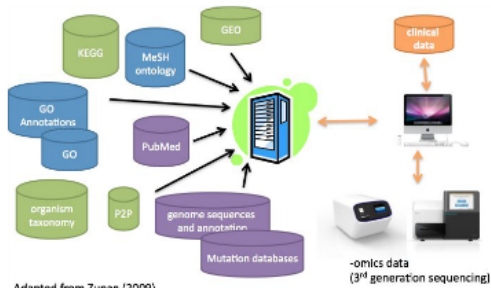 GEO
clinical
data
KEGG
MeSH
ontology
GO
Annotations
GO
PubMed
organism
taxonomy
P2P
genome sequences
and annotation
Mutation databases
-omics data
(3rd generation sequencing)
Adapted from Zupan (2009)